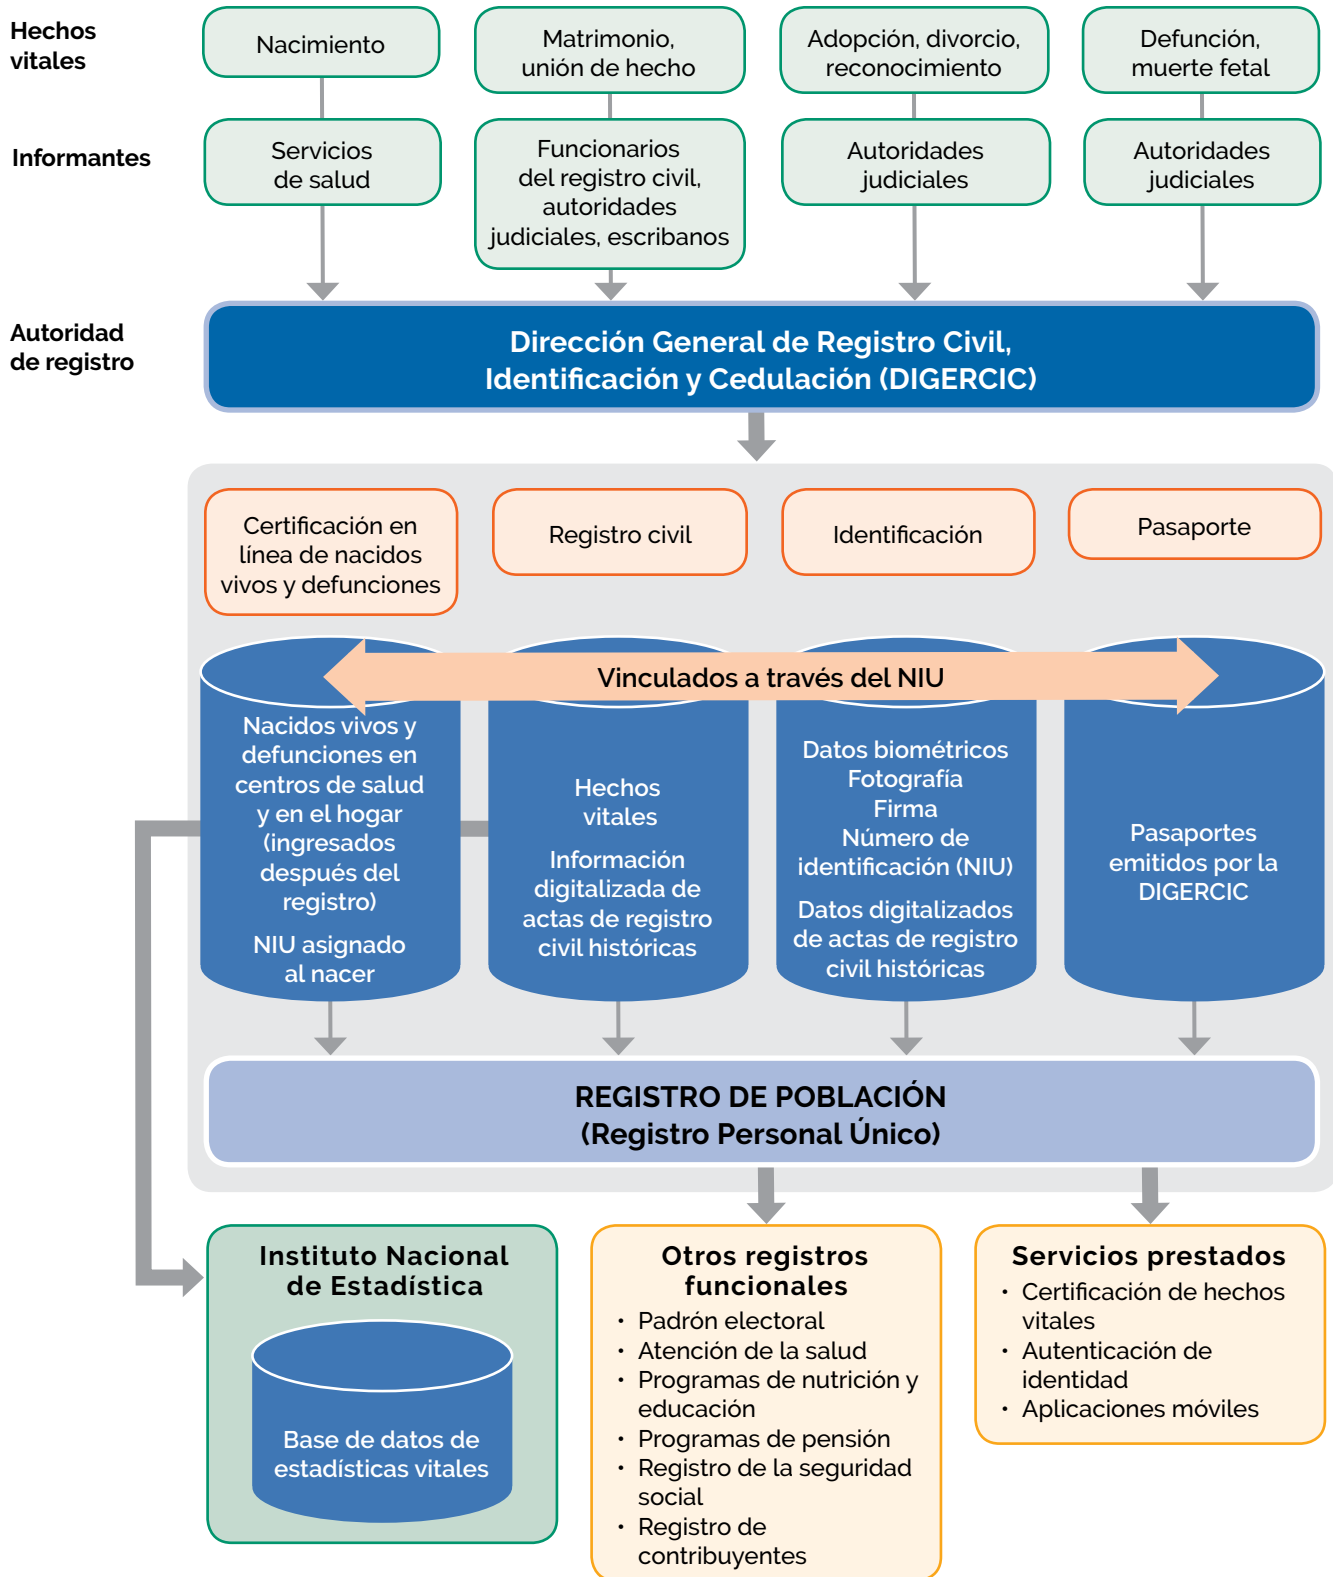 Hechos
vitales
Nacimiento
Matrimonio,
unión de hecho
Adopción, divorcio,
reconocimiento
Defunción,
muerte fetal
Informantes
Servicios
de salud
Funcionarios
del registro civil,
autoridades
judiciales, escribanos
Autoridades
judiciales
Autoridades
judiciales
Autoridad
de registro
Dirección General de Registro Civil,
Identificación y Cedulación (DIGERCIC)
Certificación en
línea de nacidos
vivos y defunciones
Registro civil
Identificación
Pasaporte
Vinculados a través del NIU
Nacidos vivos y
defunciones en
centros de salud
y en el hogar
(ingresados
después del
registro)
NIU asignado
al nacer
Hechos
vitales
Información
digitalizada de
actas de registro
civil históricas
Datos biométricos
Fotografía
Firma
Número de
identificación (NIU)
Datos digitalizados
de actas de registro
civil históricas
Pasaportes
emitidos por la
DIGERCIC
REGISTRO DE POBLACIÓN
(Registro Personal Único)
Instituto Nacional
de Estadística
Base de datos de
estadísticas vitales
Otros registros
funcionales
• Padrón electoral
• Atención de la salud
• Programas de nutrición y
educación
• Programas de pensión
• Registro de la seguridad
social
• Registro de
contribuyentes
Servicios prestados
• Certificación de hechos
vitales
• Autenticación de
identidad
• Aplicaciones móviles